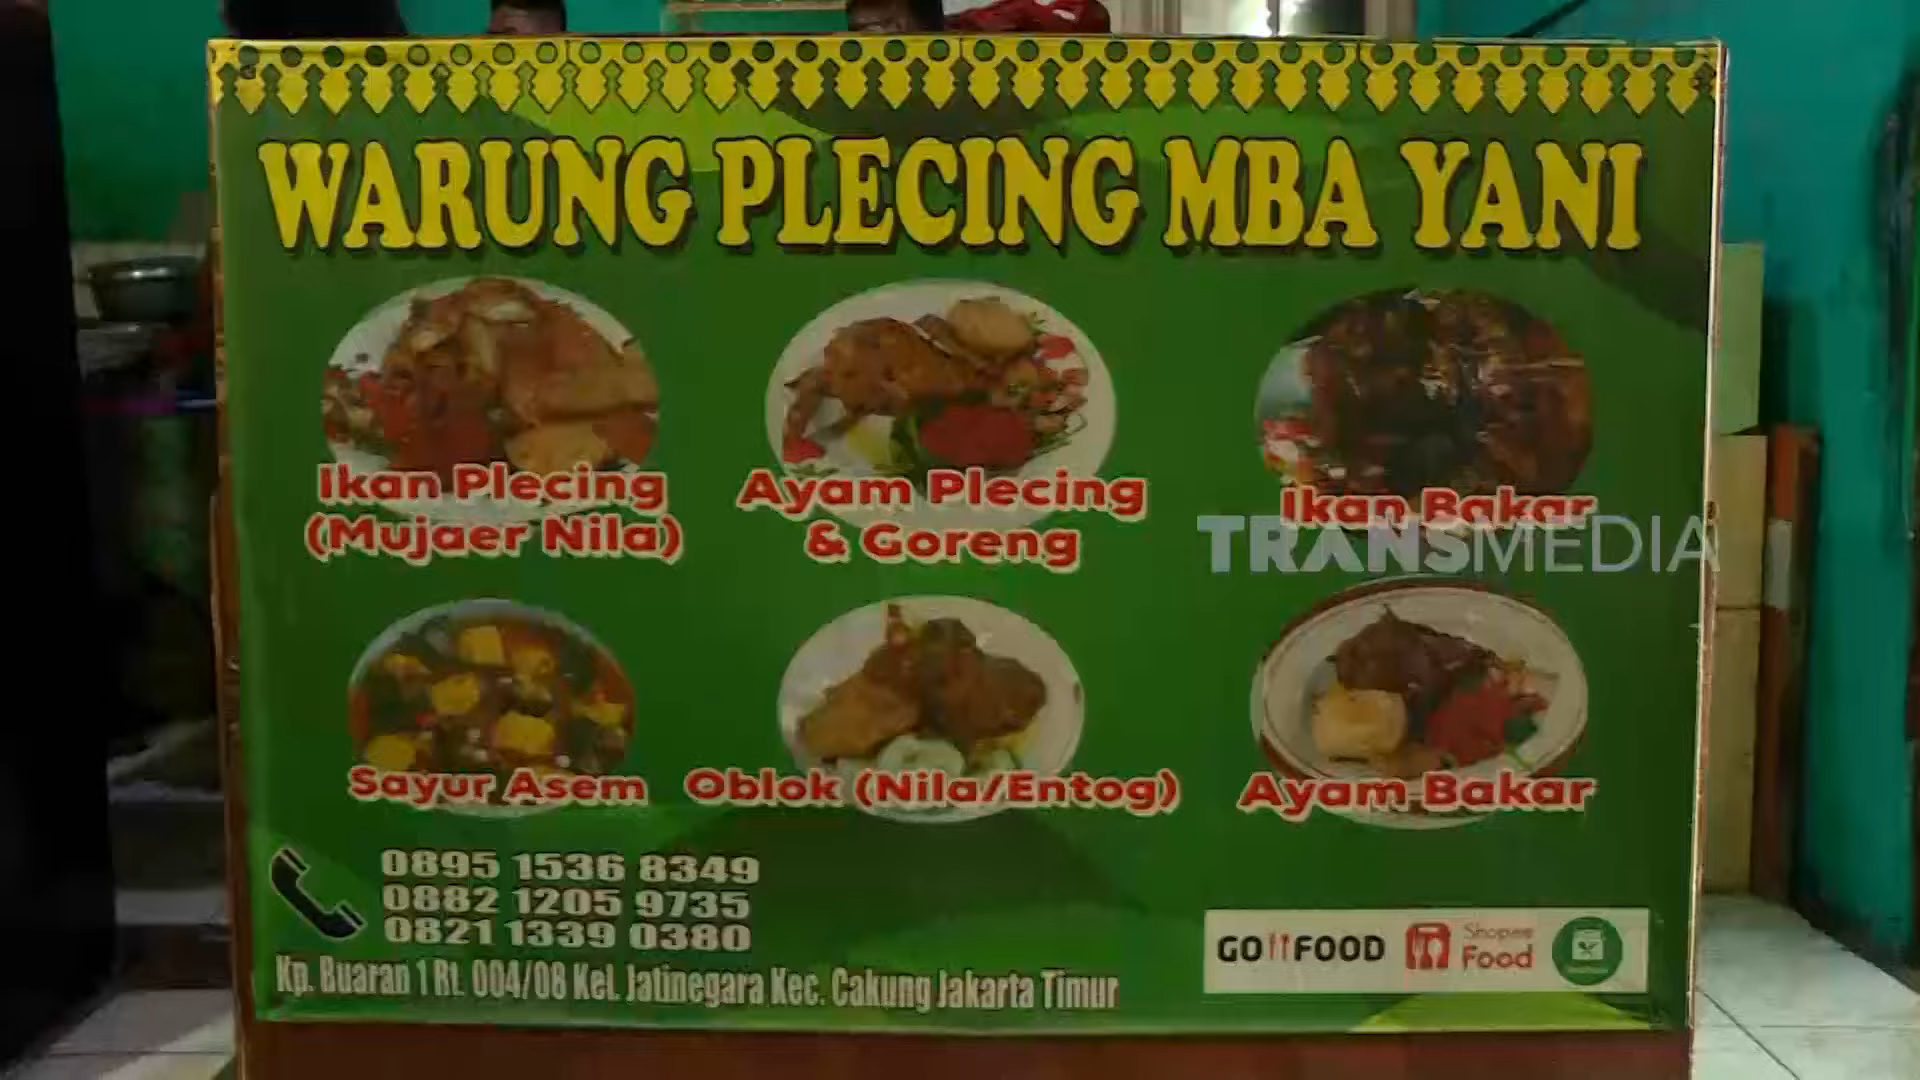 WARUNG PLECING MBA YANI
Ikan Plecing
(Mujaer Nila)
Ayam Plecing
& Goreng
Ikan Bakar
TRANSMEDIA
Sayur Asem
Oblok (Nila/Entog)
Ayam Bakar
0895 1536 8349
0882 1205 9735
0821 1339 0380
Kp. Buaran 1 Rt. 004/08 Kel. Jatinegara Kec. Cakung Jakarta Timur
GOFOOD
Shopee
Food